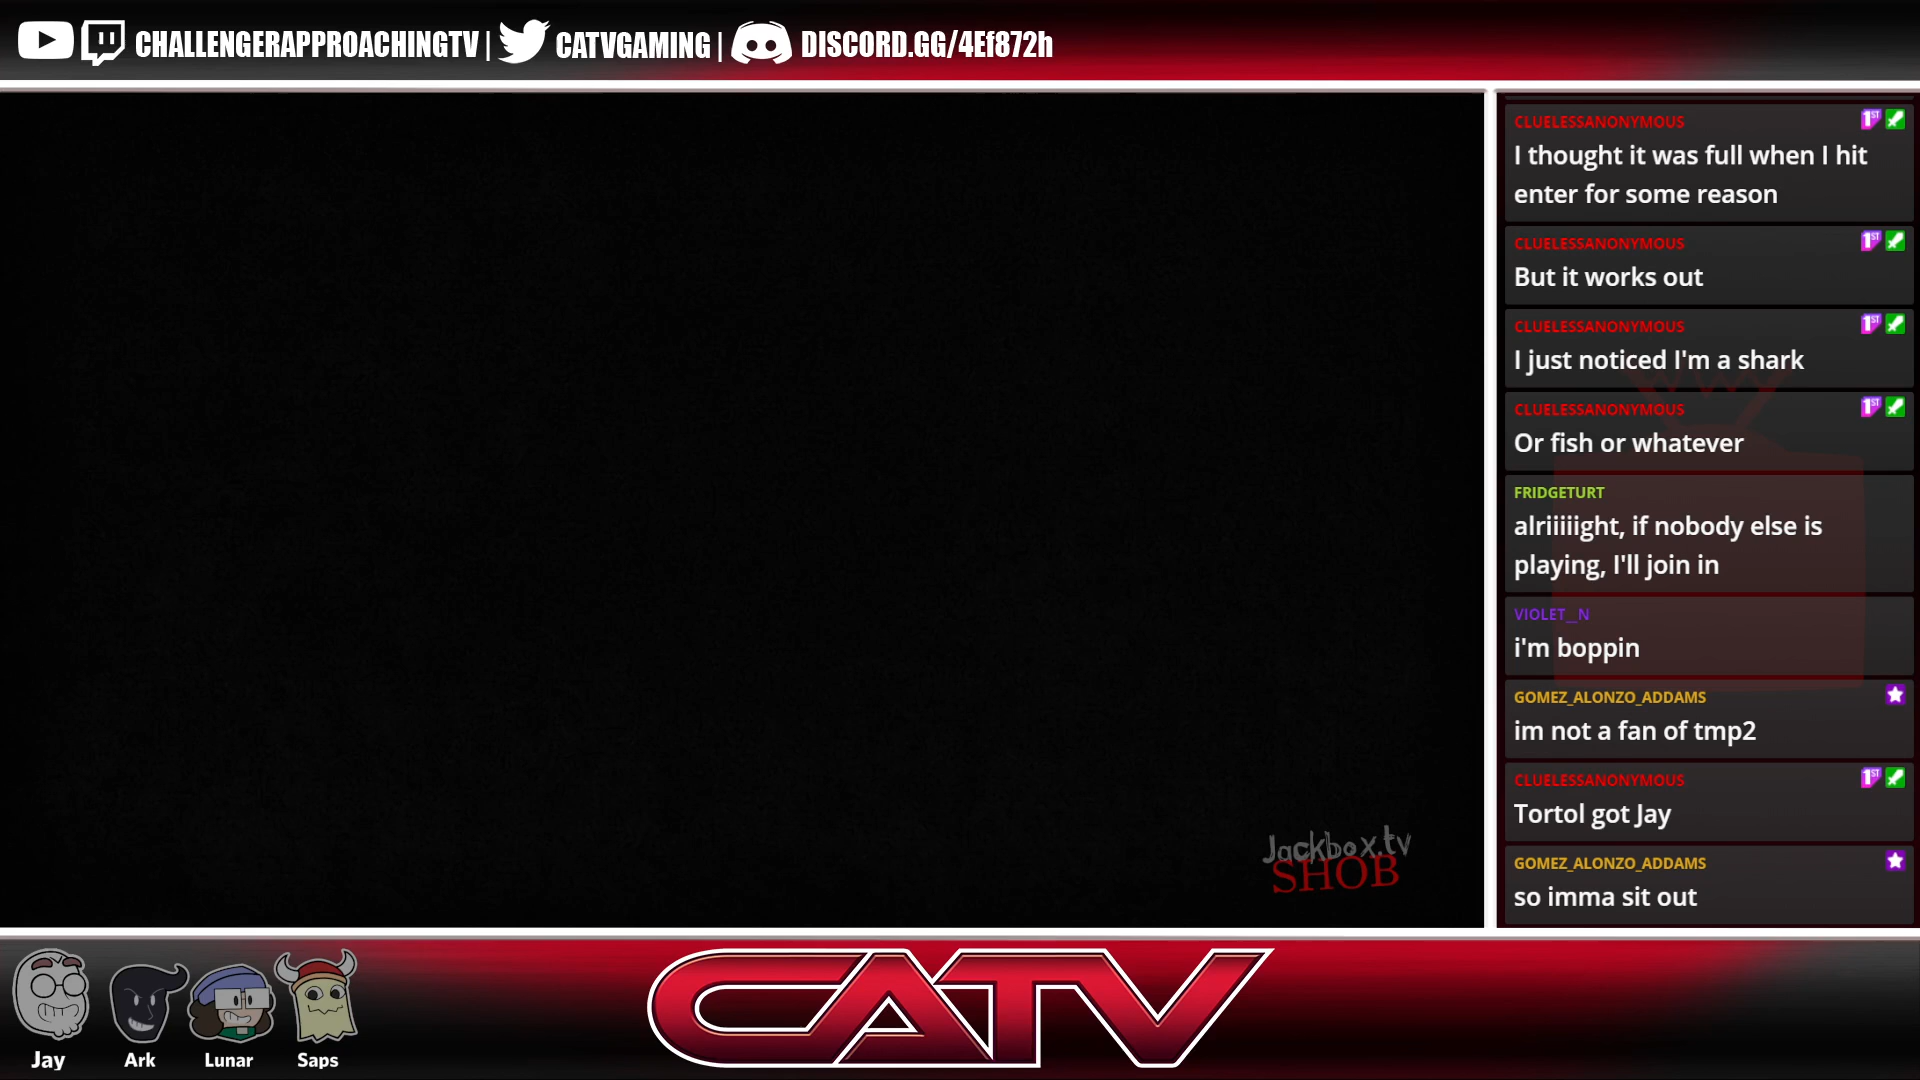 CHALLENGERAPPROACHINGTV | CATVGAMING | DISCORD.GG/4Ef872h
CLUELESSANONYMOUS
I thought it was full when I hit
enter for some reason
CLUELESSANONYMOUS
But it works out
CLUELESSANONYMOUS
I just noticed I'm a shark
CLUELESSANONYMOUS
Or fish or whatever
FRIDGETURT
alriiiiight, if nobody else is
playing, I'll join in
VIOLET__N
i'm boppin
GOMEZ_ALONZO_ADDAMS
im not a fan of tmp2
CLUELESSANONYMOUS
Tortol got Jay
GOMEZ_ALONZO_ADDAMS
so imma sit out
Jackbox.tv
SHOB
Jay
Ark
Lunar
Saps
CATV